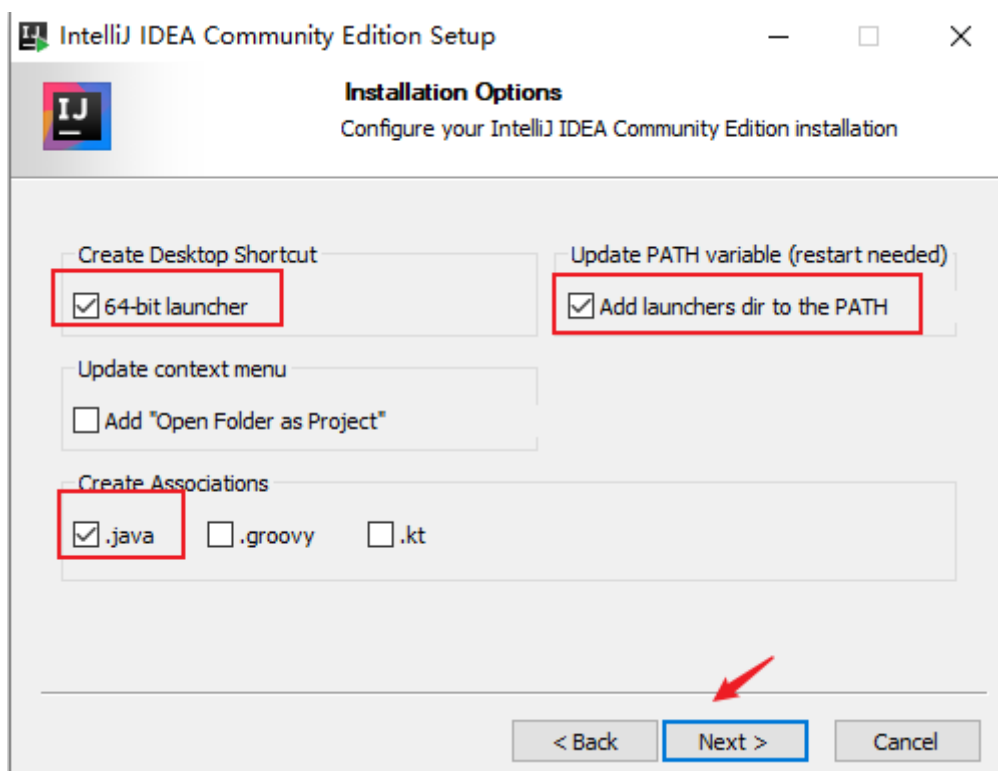 IntelliJ IDEA Community Edition Setup
IJ
Installation Options
Configure your IntelliJ IDEA Community Edition installation
Create Desktop Shortcut
64-bit launcher
Update PATH variable (restart needed)
Add launchers dir to the PATH
Update context menu
Add "Open Folder as Project"
Create Associations
.java .groovy .kt
< Back Next > Cancel